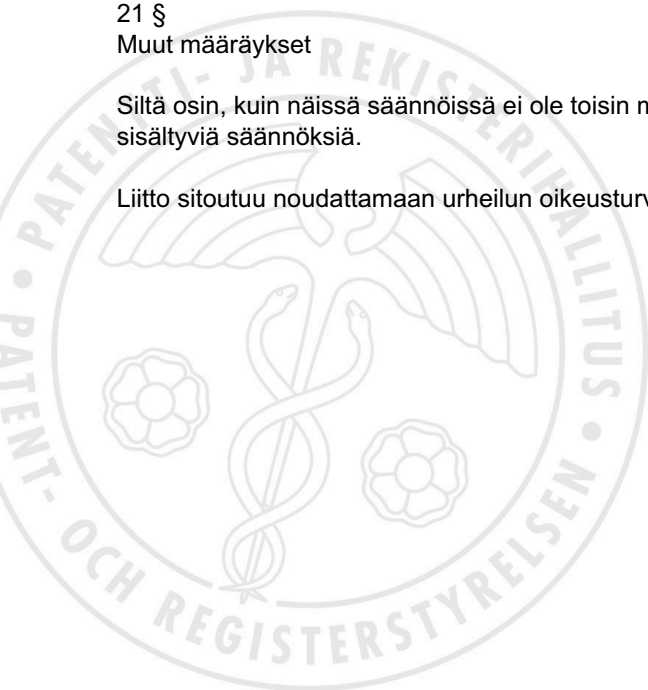 21 §
Muut määräykset
Siltä osin, kuin näissä säännöissä ei ole toisin
sisältyviä säännöksiä.
Liitto sitoutuu noudattamaan urheilun
PATENTTI- JA REKISTERIHALLITUS • PATENT- OCH REGISTERSTYRELSEN •